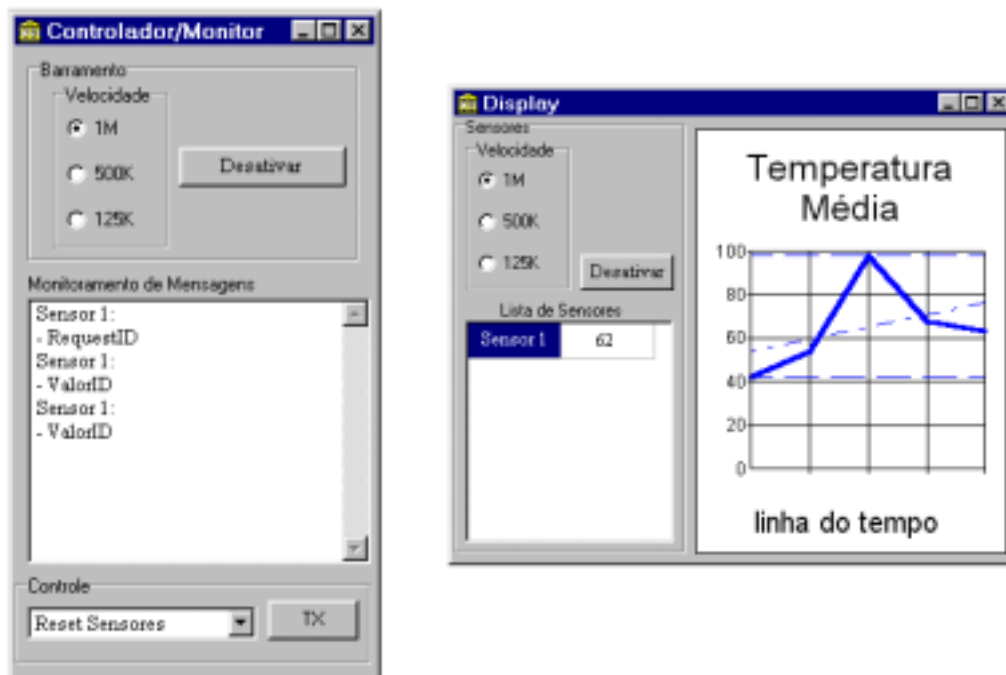 Controlador/Monitor
Barramento
Velocidade
1M
500K
125K
Desativar
Monitoramento de Mensagens
Sensor 1:
- RequestID
Sensor 1:
- ValorID
Sensor 1:
- ValorID
Controle
Reset Sensores
TX
Display
Sensores
Velocidade
1M
500K
125K
Desativar
Lista de Sensores
Sensor 1 62
Temperatura
Média
100
80
60
40
20
0
linha do tempo